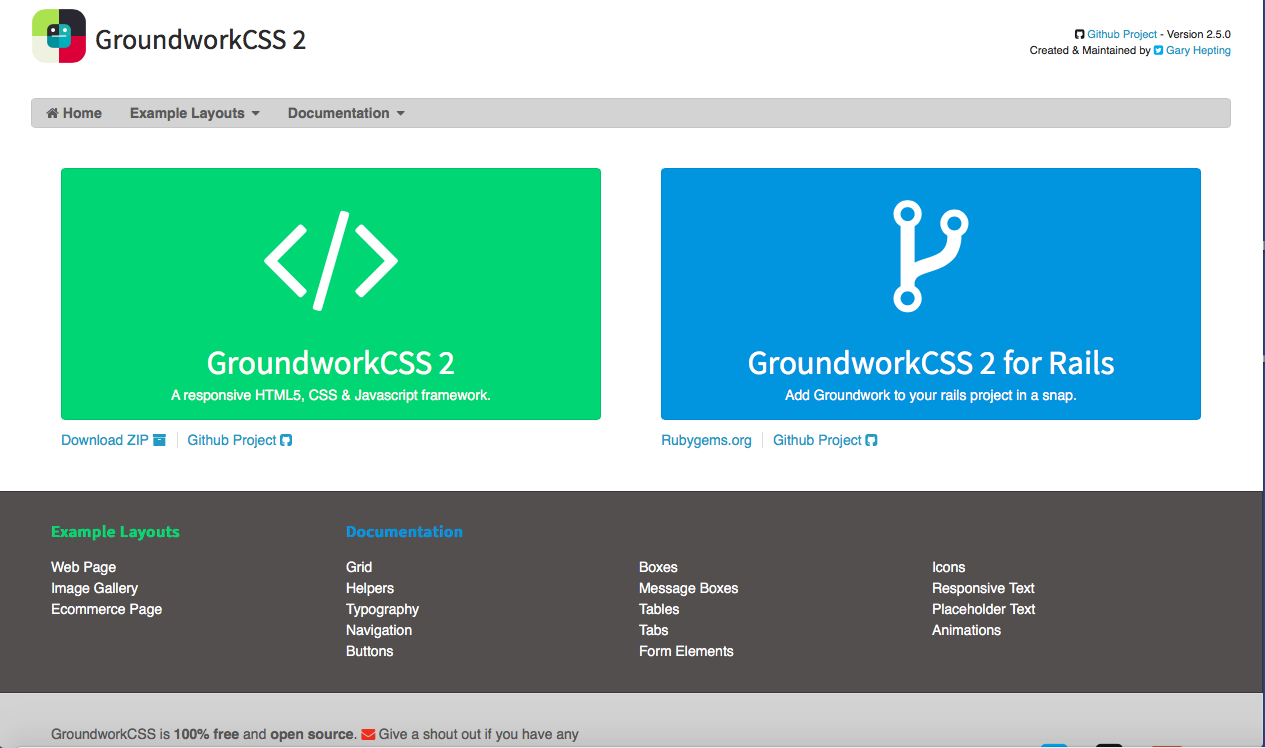 GroundworkCSS 2
Github Project - Version 2.5.0
Created & Maintained by Gary Hepting
Home Example Layouts Documentation
GroundworkCSS 2
A responsive HTML5, CSS & Javascript framework.
Download ZIP Github Project
GroundworkCSS 2 for Rails
Add Groundwork to your rails project in a snap.
Rubygems.org Github Project
Example Layouts
Web Page
Image Gallery
Ecommerce Page
Documentation
Grid
Helpers
Typography
Navigation
Buttons
Boxes
Message Boxes
Tables
Tabs
Form Elements
Icons
Responsive Text
Placeholder Text
Animations
GroundworkCSS is 100% free and open source. Give a shout out if you have any